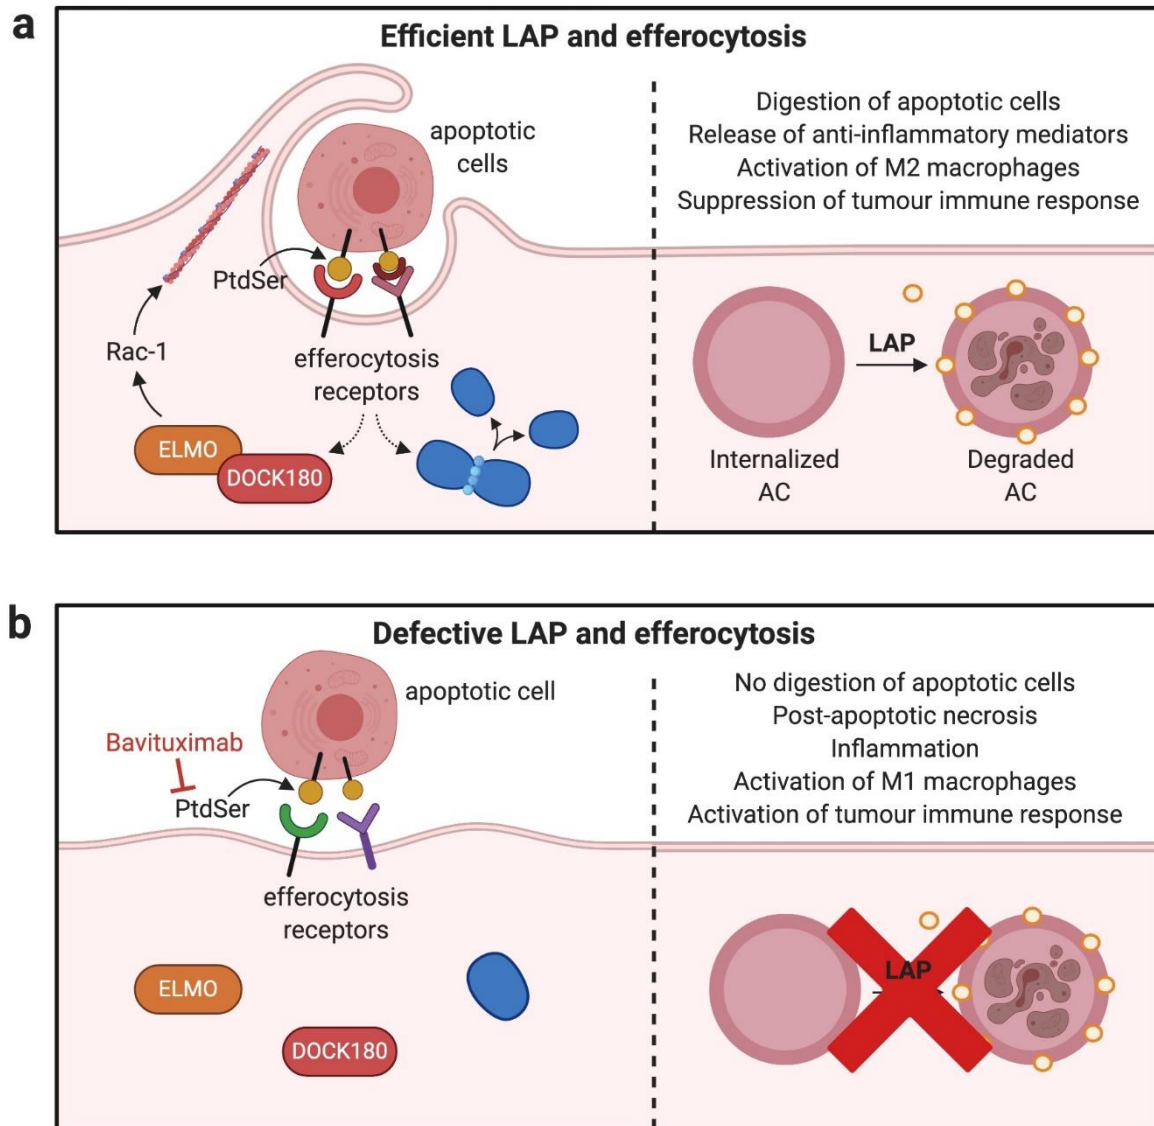 a
Efficient LAP and efferocytosis
apoptotic
cells
PtdSer
Rac-1
efferocytosis
receptors
ELMO
DOCK180
Digestion of apoptotic cells
Release of anti-inflammatory mediators
Activation of M2 macrophages
Suppression of tumour immune response
LAP
Internalized
AC
Degraded
AC
b
Defective LAP and efferocytosis
apoptotic cell
Bavituximab
PtdSer
efferocytosis
receptors
ELMO
DOCK180
No digestion of apoptotic cells
Post-apoptotic necrosis
Inflammation
Activation of M1 macrophages
Activation of tumour immune response
LAP